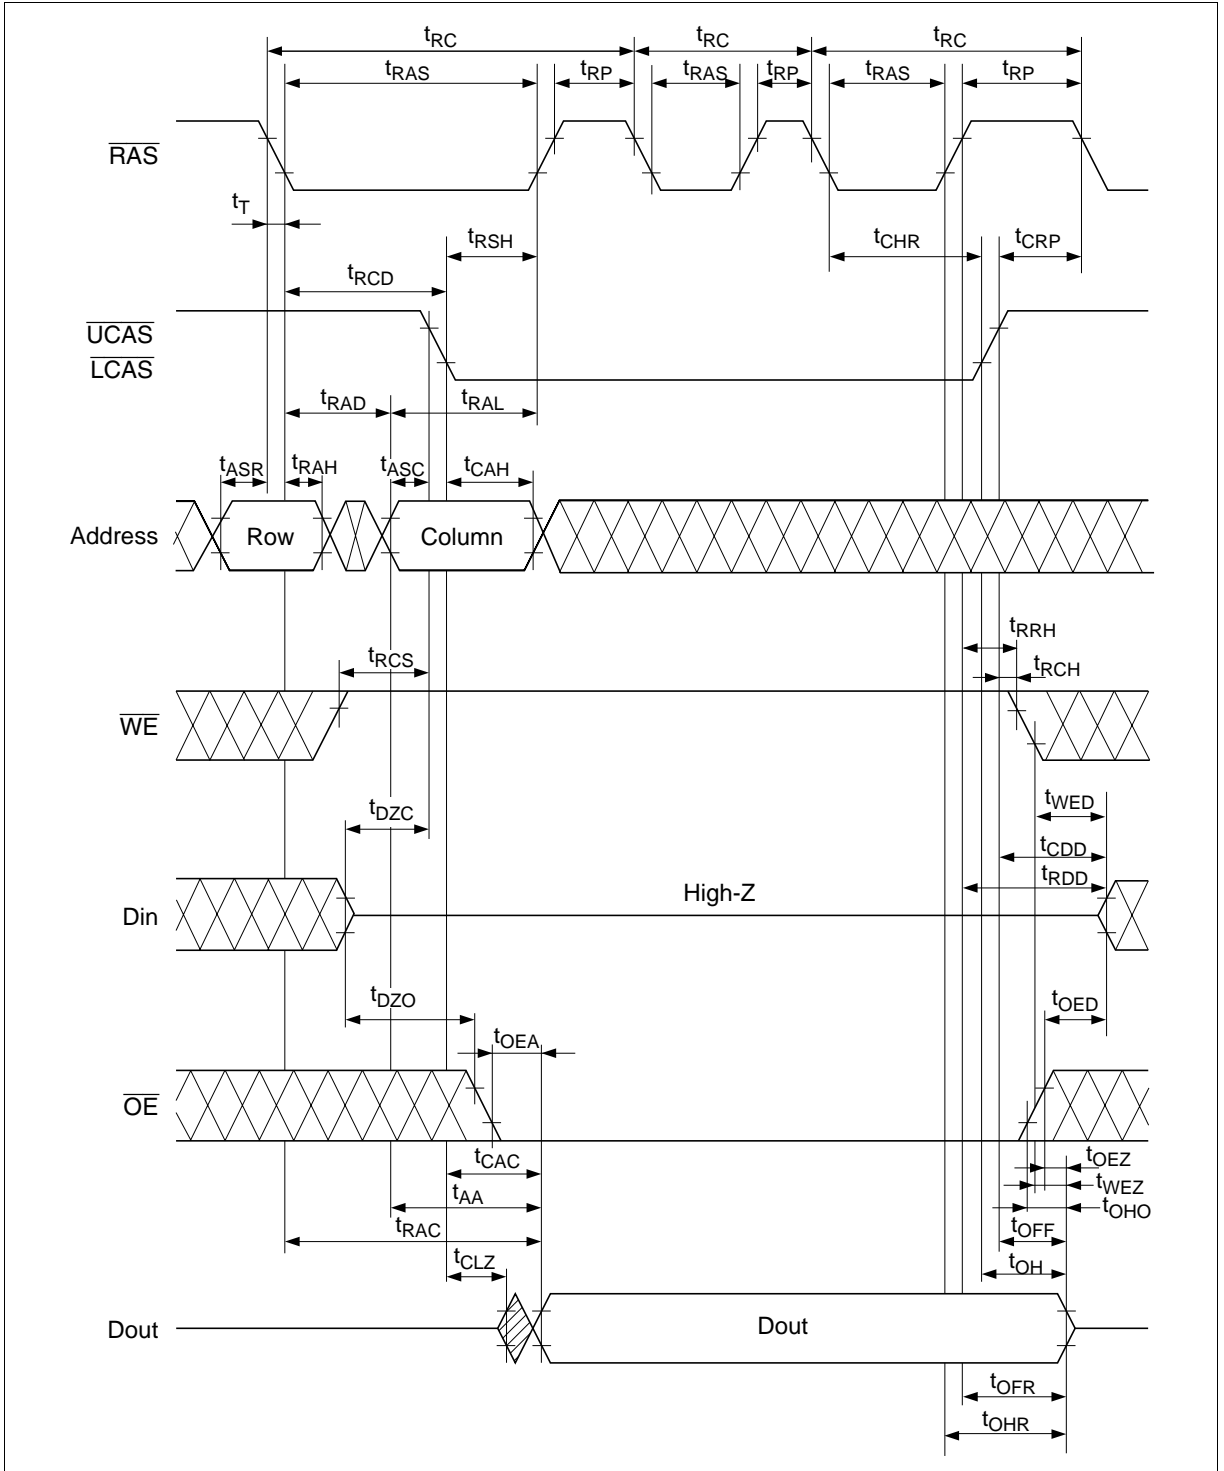 tRC tRC tRC
tRAS tRP tRAS tRP tRAS tRP
RAS
tT
tRSH tCHR tCRP
tRCD
UCAS
LCAS
tRAD tRAL
tASR tRAH tASC tCAH
Address Row Column
tRRH
tRCS
tRCH
WE
tDZC tWED
tCDD
tRDD
High-Z
Din
tDZO tOED
tOEA
OE
tCAC tOEZ
tAA tWEZ
tOHO
tRAC tOFF
tCLZ tOH
Dout Dout
tOFR
tOHR